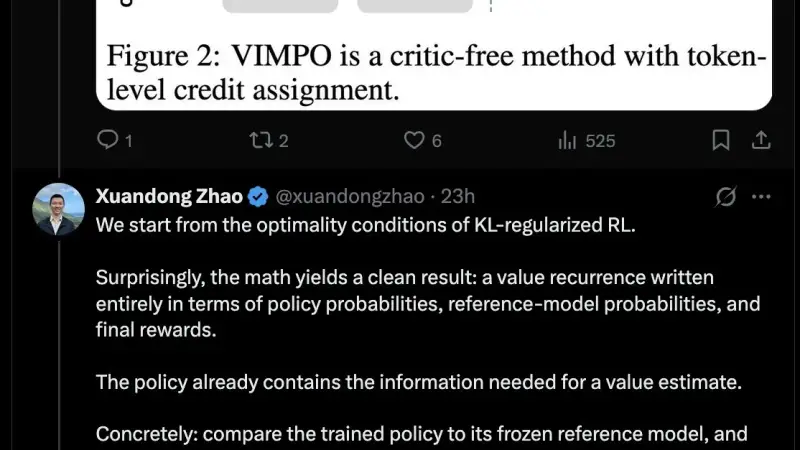 Figure 2: VIMPO is a critic-free method with token-
level credit assignment.
1 2 6 525
Xuandong Zhao @xuandongzhao · 23h
We start from the optimality conditions of KL-regularized RL.
Surprisingly, the math yields a clean result: a value recurrence written
entirely in terms of policy probabilities, reference-model probabilities, and
final rewards.
The policy already contains the information needed for a value estimate.
Concretely: compare the trained policy to its frozen reference model, and